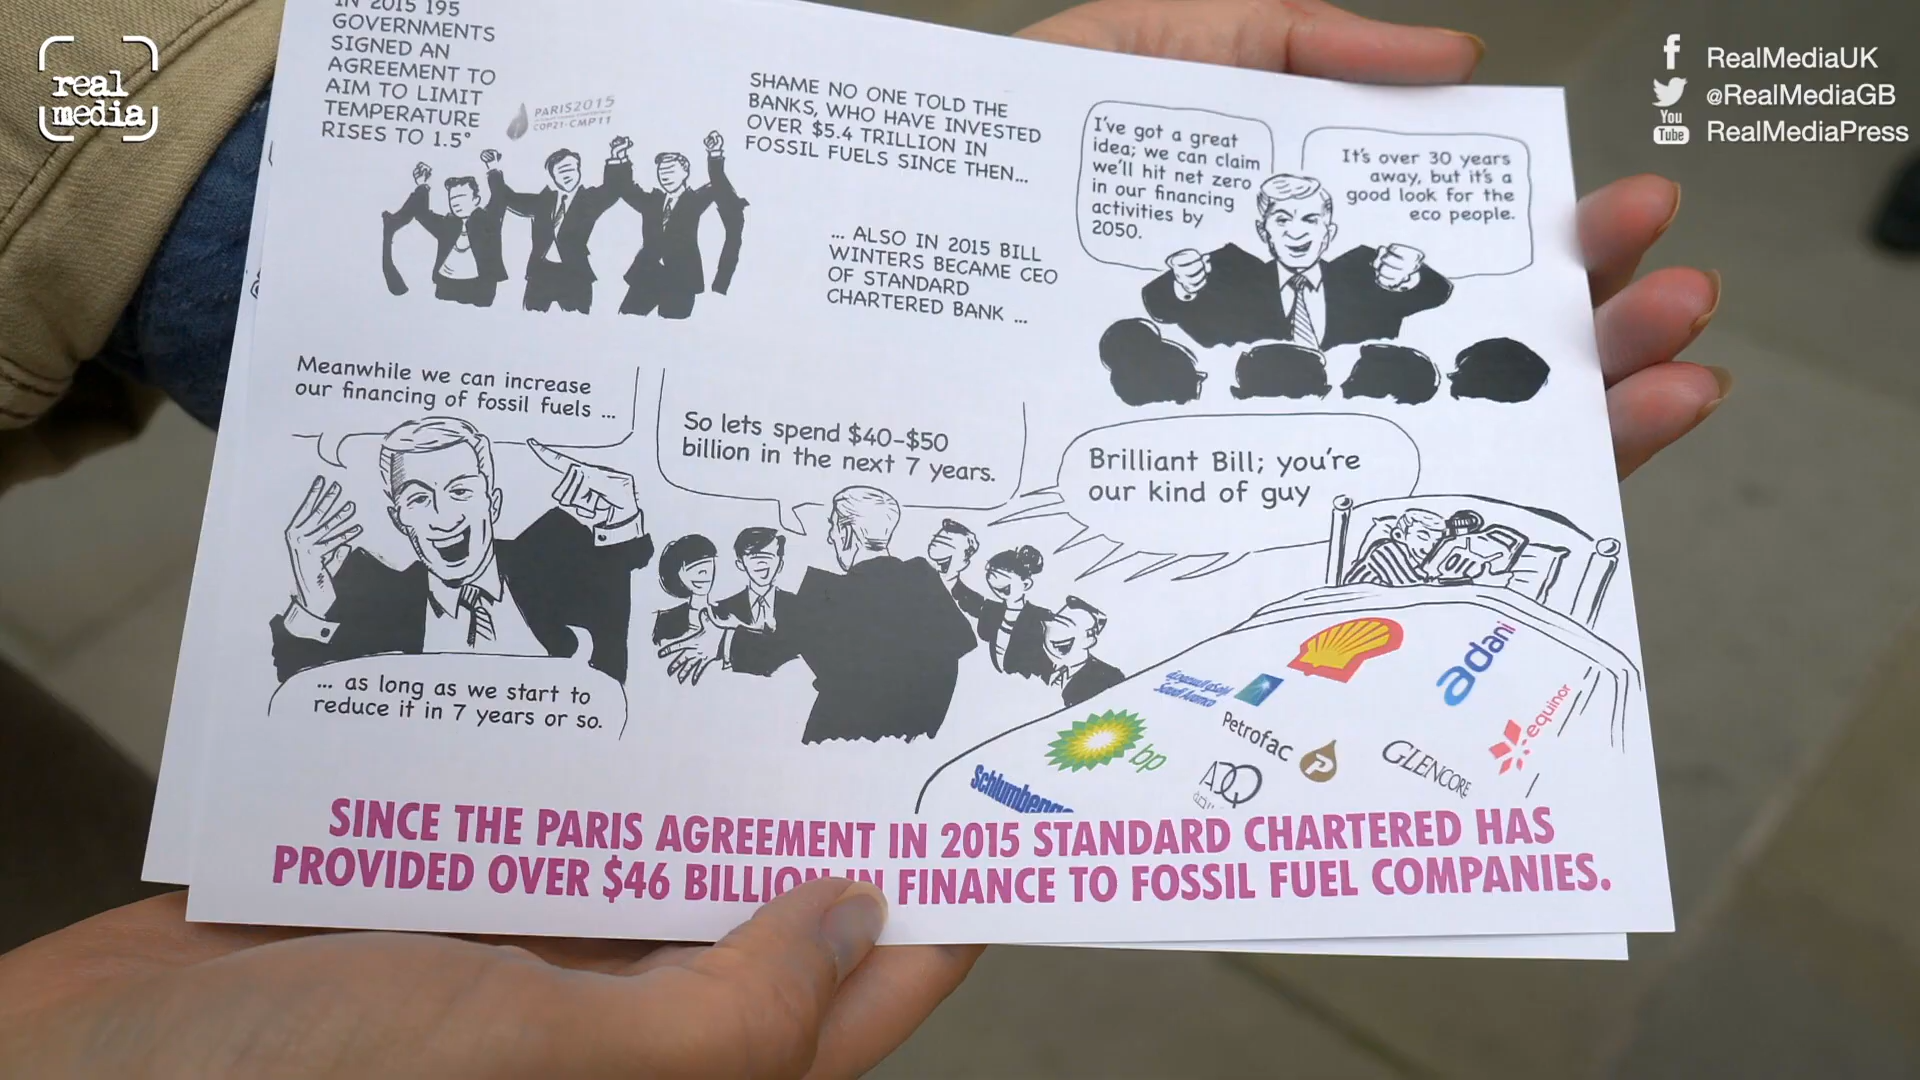 real
media
RealMediaUK
@RealMediaGB
You
Tube
RealMediaPress
IN 2015 195
GOVERNMENTS
SIGNED AN
AGREEMENT TO
AIM TO LIMIT
TEMPERATURE
RISES TO 1.5°
PARIS2015
COP21·CMP11
SHAME NO ONE TOLD THE
BANKS, WHO HAVE INVESTED
OVER $5.4 TRILLION IN
FOSSIL FUELS SINCE THEN...
... ALSO IN 2015 BILL
WINTERS BECAME CEO
OF STANDARD
CHARTERED BANK ...
I've got a great
idea; we can claim
we'll hit net zero
in our financing
activities by
2050.
It's over 30 years
away, but it's a
good look for the
eco people.
Meanwhile we can increase
our financing of fossil fuels ...
... as long as we start to
reduce it in 7 years or so.
So lets spend $40-$50
billion in the next 7 years.
Brilliant Bill; you're
our kind of guy
OIL
adani
أرامكو السعودية
Saudi Aramco
equinor
Petrofac
bp
GLENCORE
ADQ
Schlumberger
SINCE THE PARIS AGREEMENT IN 2015 STANDARD CHARTERED HAS
PROVIDED OVER $46 BILLION IN FINANCE TO FOSSIL FUEL COMPANIES.